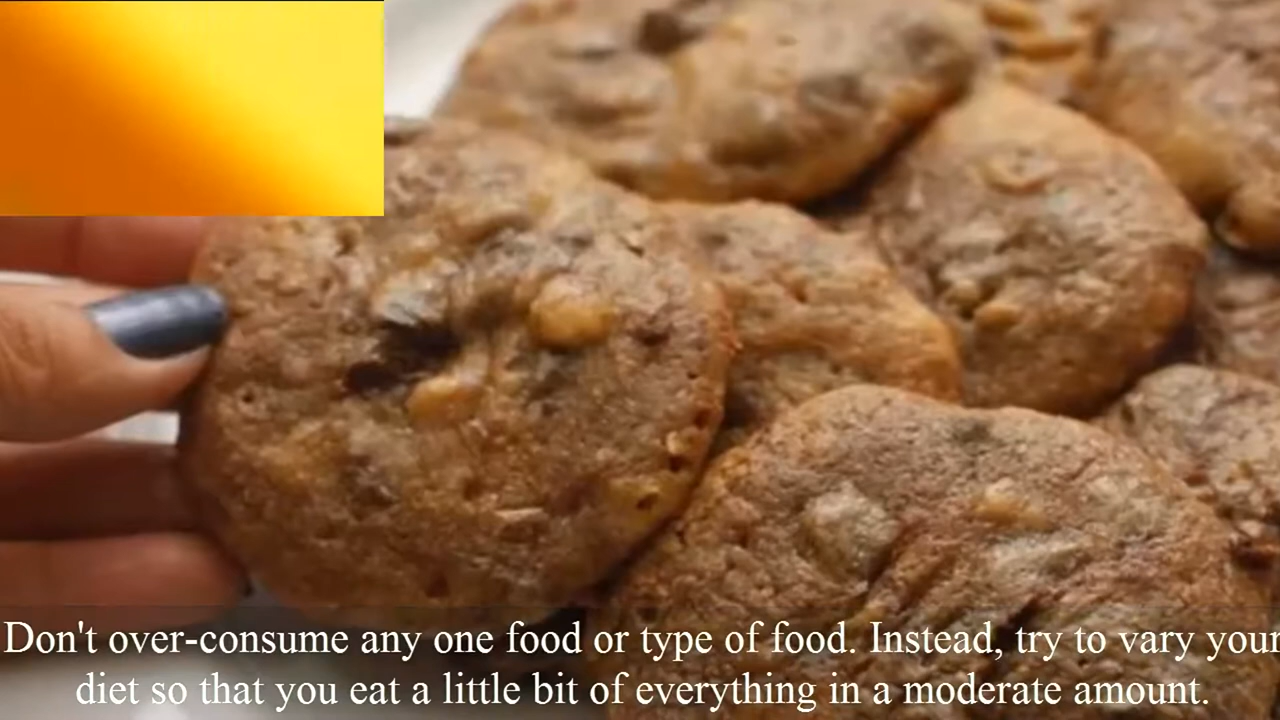 Don't over-consume any one food or type of food. Instead, try to vary your
diet so that you eat a little bit of everything in a moderate amount.